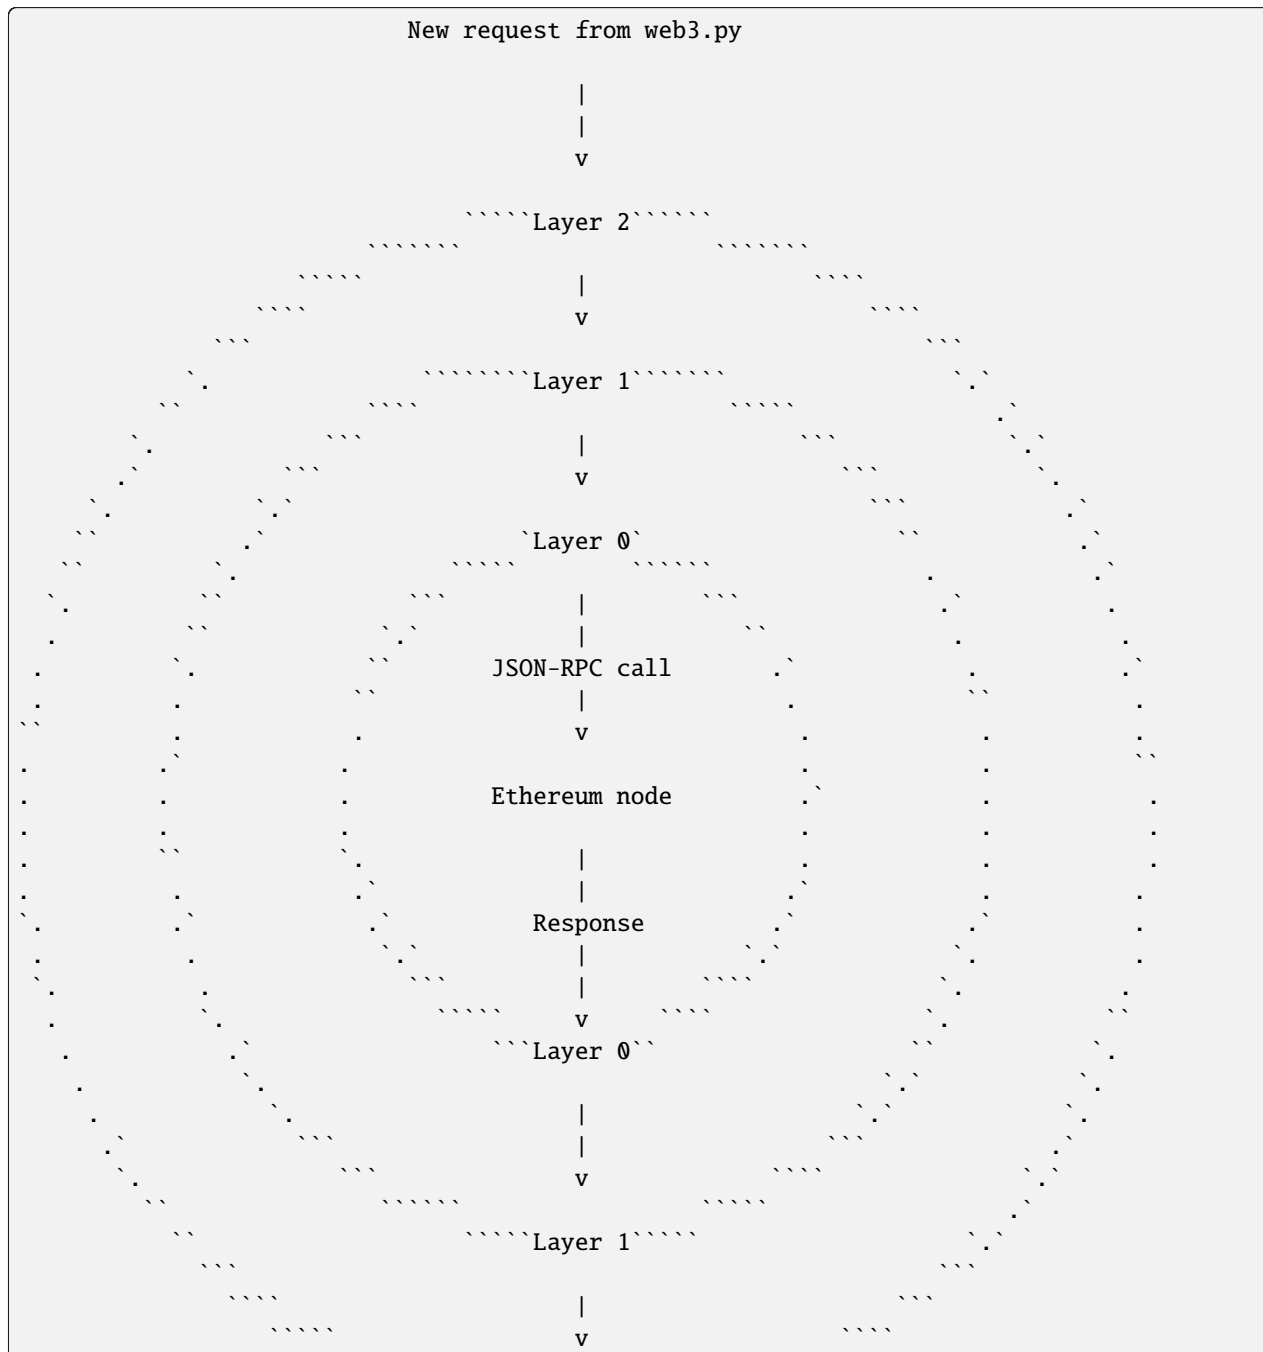 New request from web3.py
|
|
v
`````Layer 2``````
``````` ```````
````` | ````
```` v ````
``` ```
`. ````````Layer 1``````` `.`
`` ```` ````` .`
`. ``` | ``` `.`
.` ``` v ``` `.
`. `.` ``` .`
`` .` `Layer 0` `` .`
`` `. ````` `````` . .`
`. `` ``` | ``` .` .
. `` `.` | `` . .
. `. `` JSON-RPC call .` . .`
. . `` | . `` .
`` . . v . . .
. .` . . . ``
. . . Ethereum node .` . .
. . . . . .
. `` `. | . . .
. . .` | .` . .
`. .` .` Response .` .` .
. . `.` | `.` `. .
`. . ``` | ```` `. .
. `. ````` v ```` `. ``
. .` ```Layer 0`` `` `.
. `. `.` `.
. `. | `.` `.
.` ``` | ``` .`
`. ``` v ```` `.`
`` `````` ````` .`
`` `````Layer 1````` `.`
``` ```
```` | ```
````` v ````